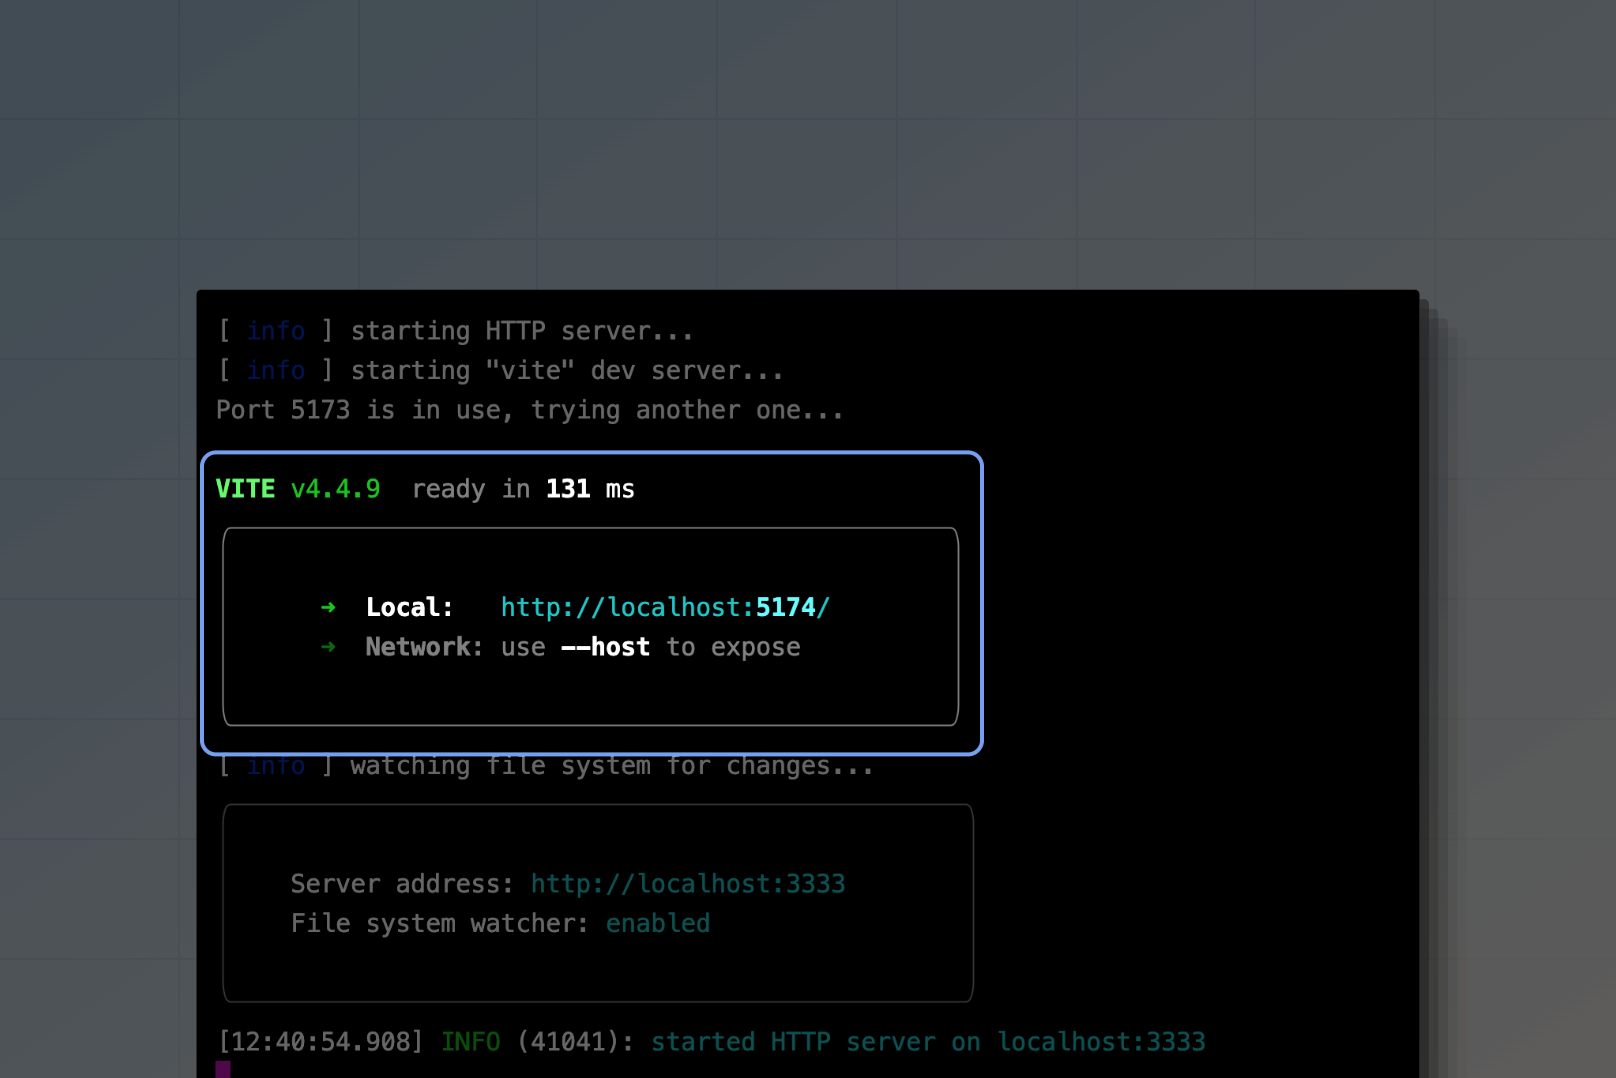 [ info ] starting HTTP server...
[ info ] starting "vite" dev server...
Port 5173 is in use, trying another one...
VITE v4.4.9  ready in 131 ms
➜  Local:   http://localhost:5174/
➜  Network: use --host to expose
[ info ] watching file system for changes...
Server address: http://localhost:3333
File system watcher: enabled
[12:40:54.908] INFO (41041): started HTTP server on localhost:3333